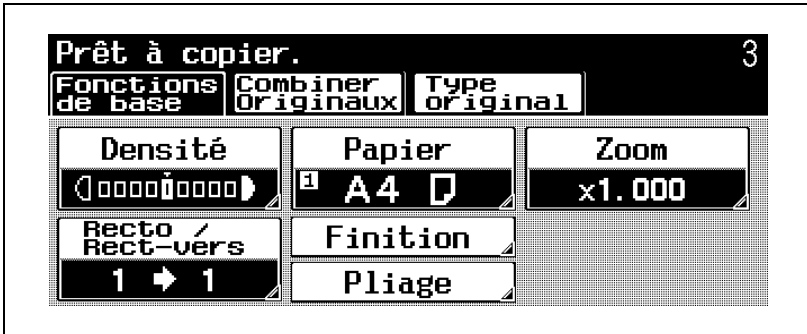 Prêt à copier. 3
Fonctions de base
Combiner Originaux
Type original
Densité
Papier
Zoom
1 A4
x1.000
Recto / Rect-vers
Finition
1 → 1
Pliage